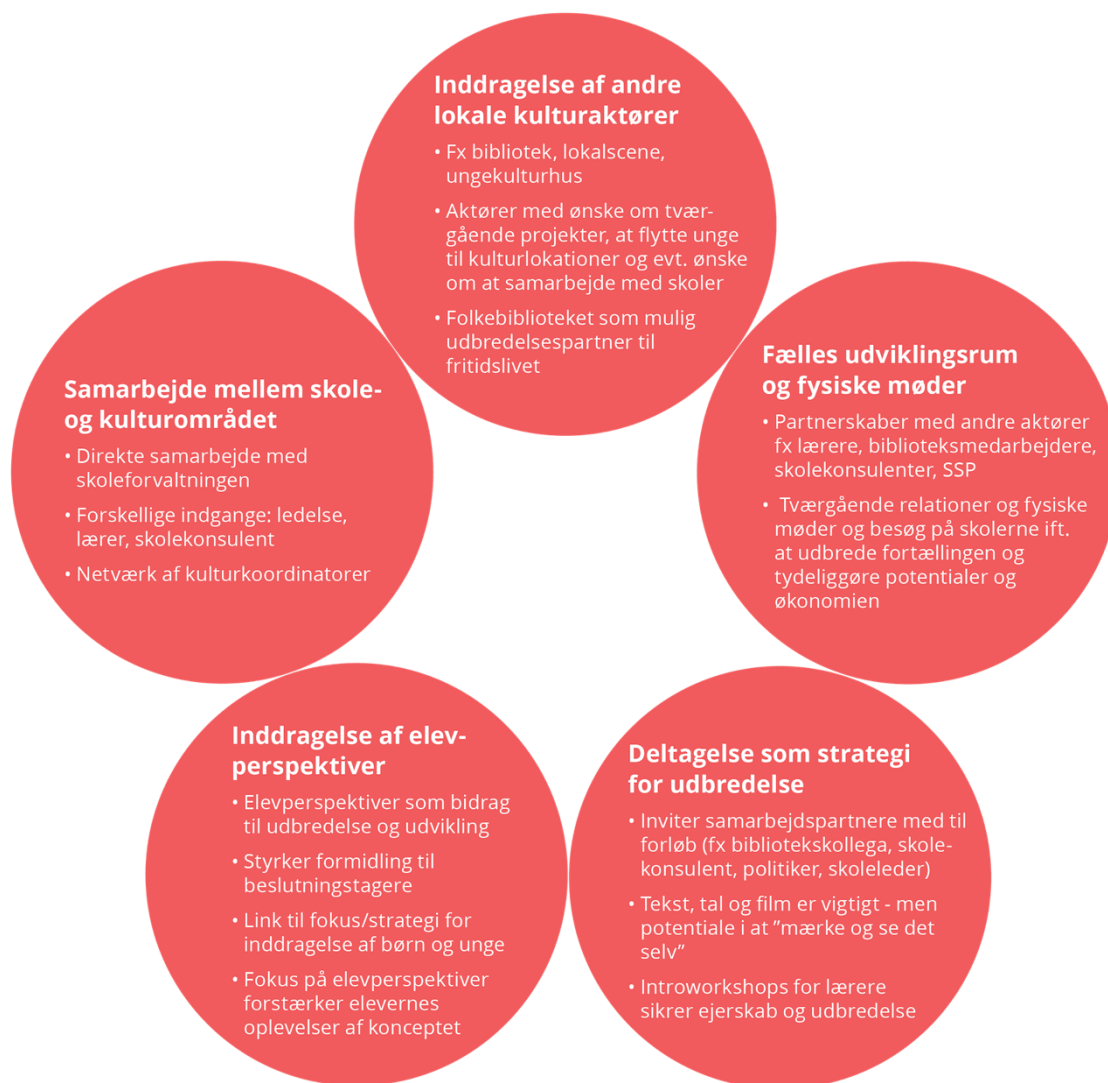 Inddragelse af andre
lokale kulturaktører
• Fx bibliotek, lokalscene,
ungekulturhus
• Aktører med ønske om tvær-
gående projekter, at flytte unge
til kulturlokationer og evt. ønske
om at samarbejde med skoler
• Folkebiblioteket som mulig
udbredelsespartner til
fritidslivet
Samarbejde mellem skole-
og kulturområdet
• Direkte samarbejde med
skoleforvaltningen
• Forskellige indgange: ledelse,
lærer, skolekonsulent
• Netværk af kulturkoordinatorer
Fælles udviklingsrum
og fysiske møder
• Partnerskaber med andre aktører
fx lærere, biblioteksmedarbejdere,
skolekonsulenter, SSP
• Tværgående relationer og fysiske
møder og besøg på skolerne ift.
at udbrede fortællingen og
tydeliggøre potentialer og
økonomien
Inddragelse af elev-
perspektiver
• Elevperspektiver som bidrag
til udbredelse og udvikling
• Styrker formidling til
beslutningstagere
• Link til fokus/strategi for
inddragelse af børn og unge
• Fokus på elevperspektiver
forstærker elevernes
oplevelser af konceptet
Deltagelse som strategi
for udbredelse
• Inviter samarbejdspartnere med til
forløb (fx bibliotekskollega, skole-
konsulent, politiker, skoleleder)
• Tekst, tal og film er vigtigt - men
potentiale i at ”mærke og se det
selv”
• Introworkshops for lærere
sikrer ejerskab og udbredelse